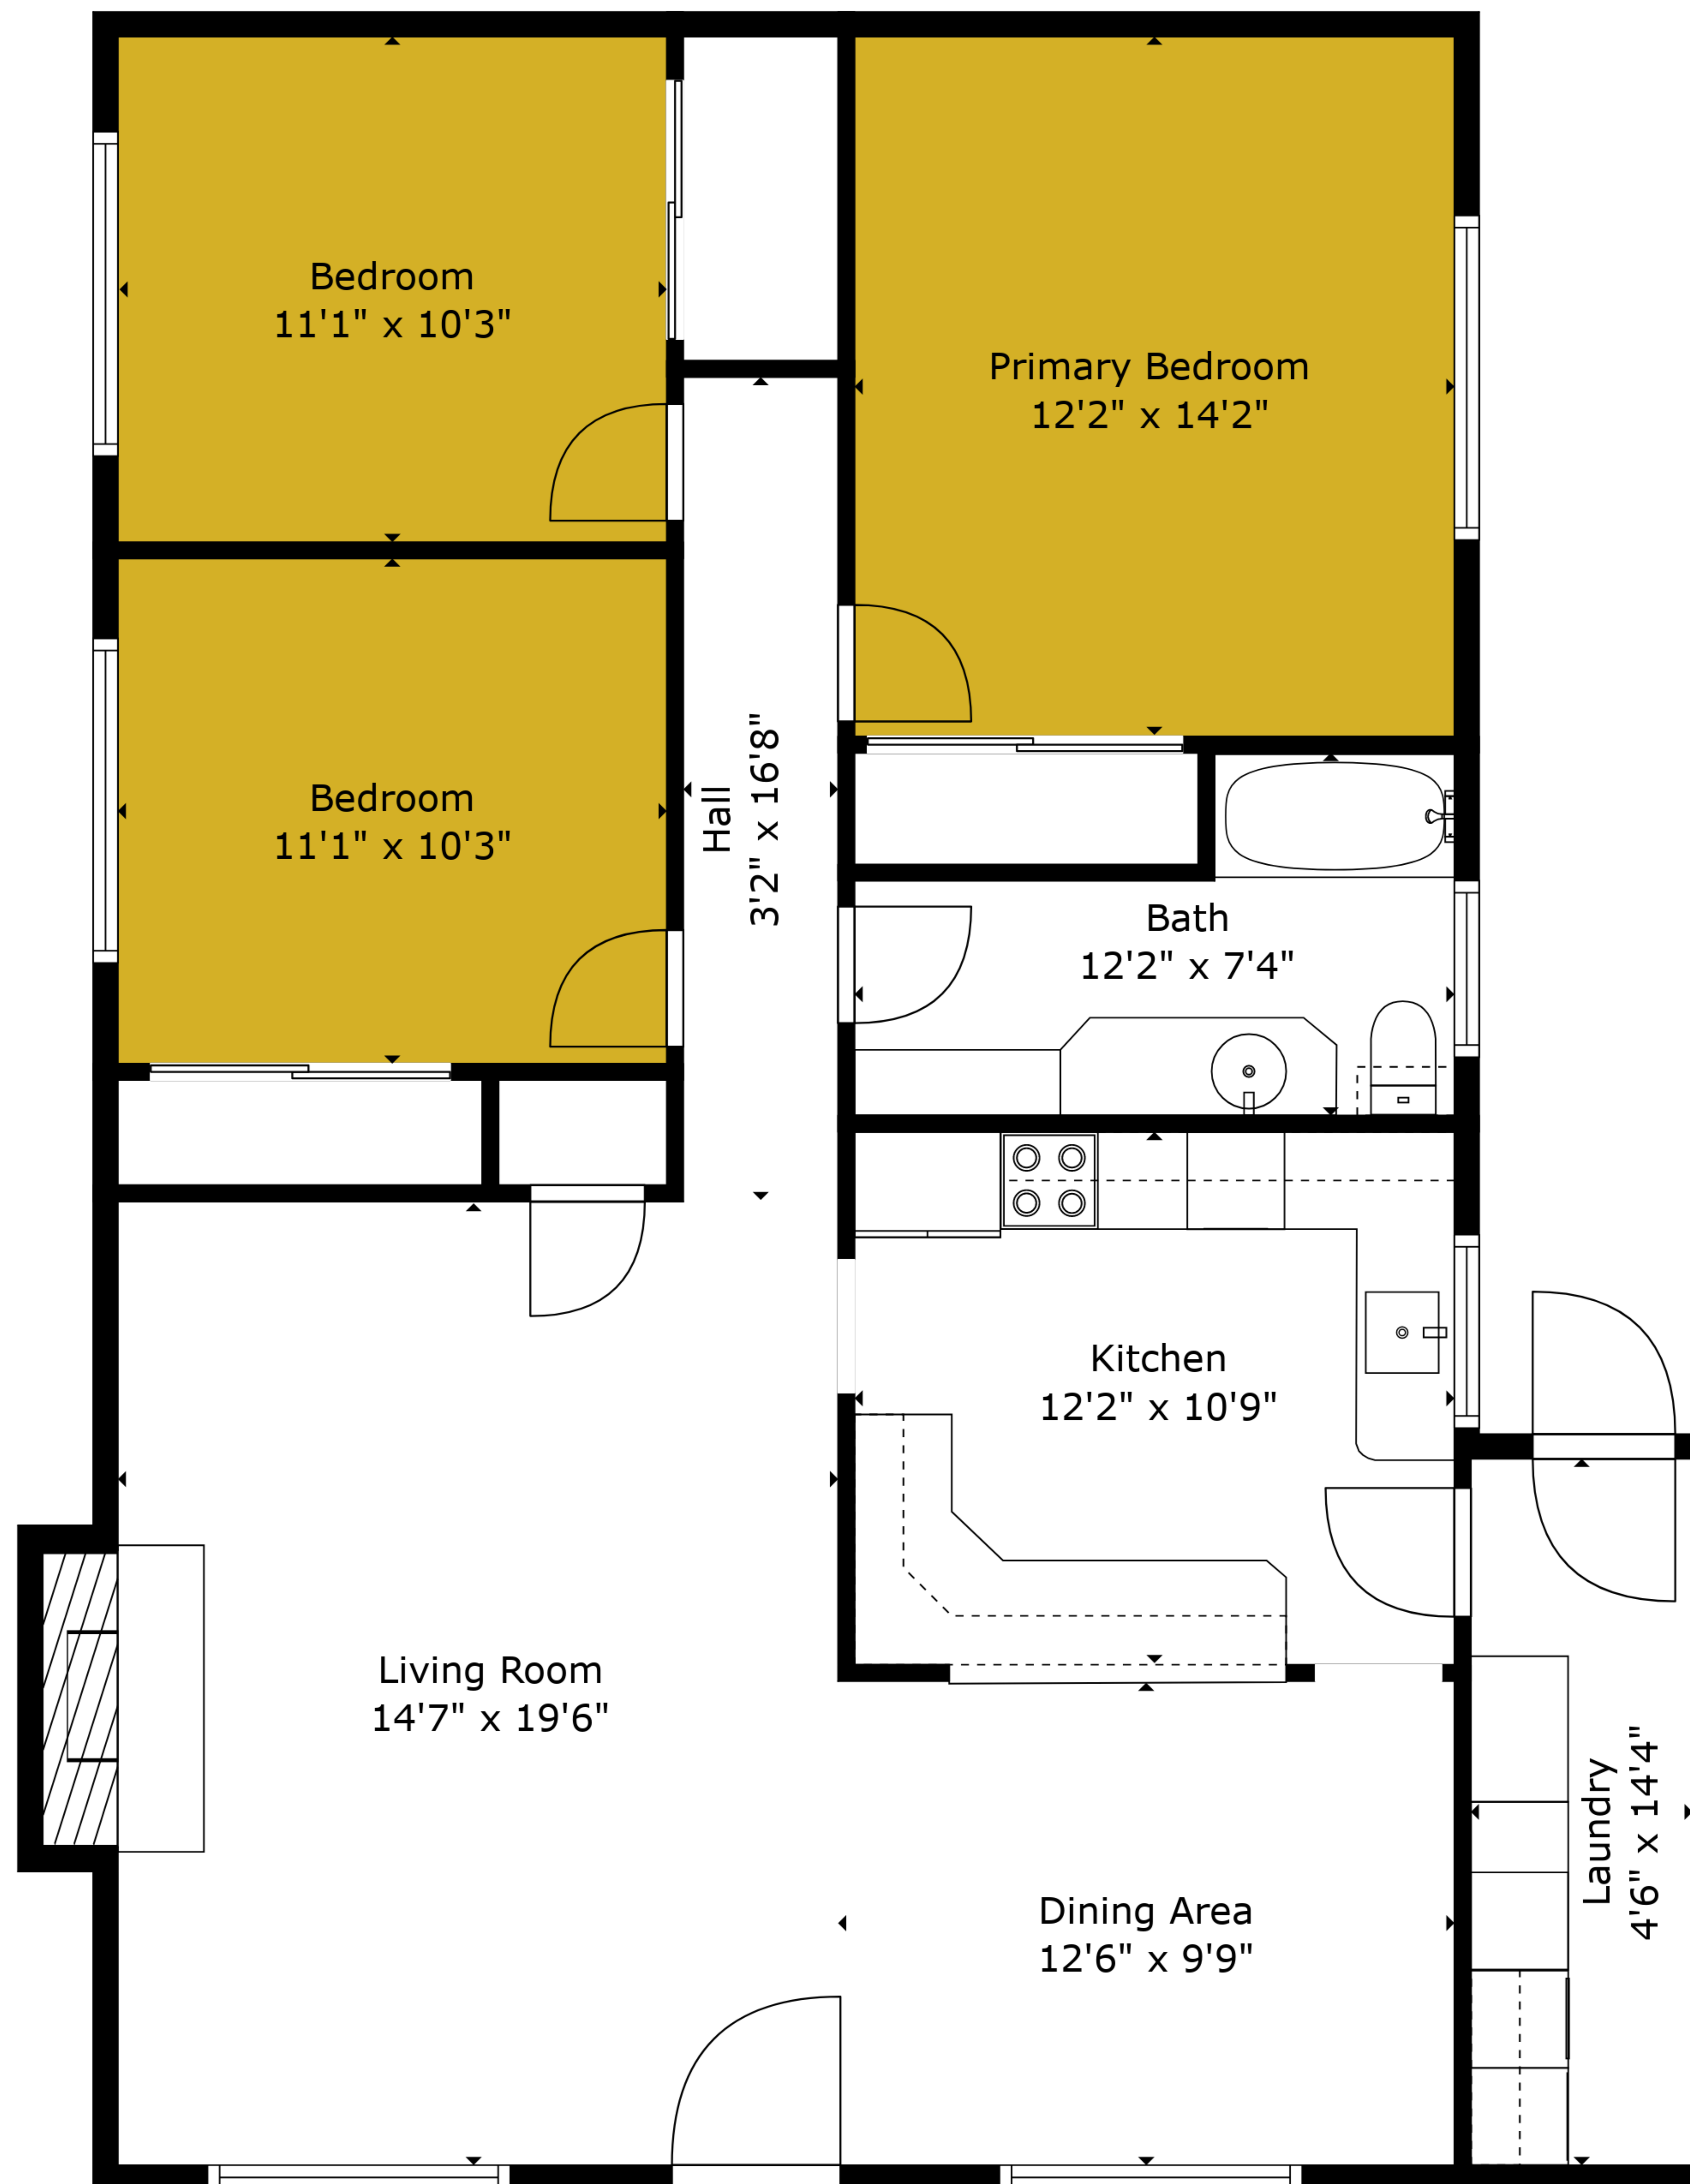 Bedroom
11'1" x 10'3"
Primary Bedroom
12'2" x 14'2"
Bedroom
11'1" x 10'3"
Hall
3'2" x 16'8"
Bath
12'2" x 7'4"
Kitchen
12'2" x 10'9"
Living Room
14'7" x 19'6"
Laundry
4'6" x 14'4"
Dining Area
12'6" x 9'9"